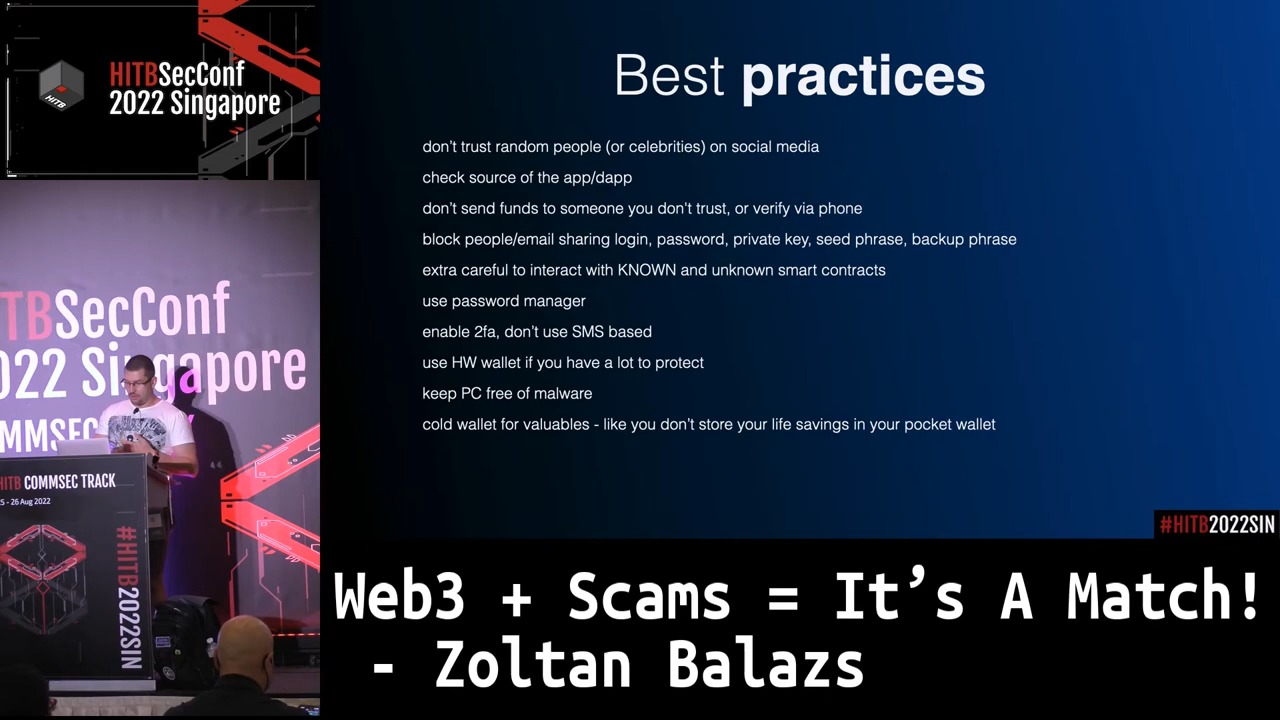 HITBSecConf
2022 Singapore
HITB
Best practices
don't trust random people (or celebrities) on social media
check source of the app/dapp
don't send funds to someone you don't trust, or verify via phone
block people/email sharing login, password, private key, seed phrase, backup phrase
extra careful to interact with KNOWN and unknown smart contracts
use password manager
enable 2fa, don't use SMS based
use HW wallet if you have a lot to protect
keep PC free of malware
cold wallet for valuables - like you don't store your life savings in your pocket wallet
ITBSecConf
022 Singapore
MMSEC
HITB COMMSEC TRACK
25 - 26 Aug 2022
#HITB2022SIN
#HITB2022SIN
Web3 + Scams = It's A Match!
- Zoltan Balazs